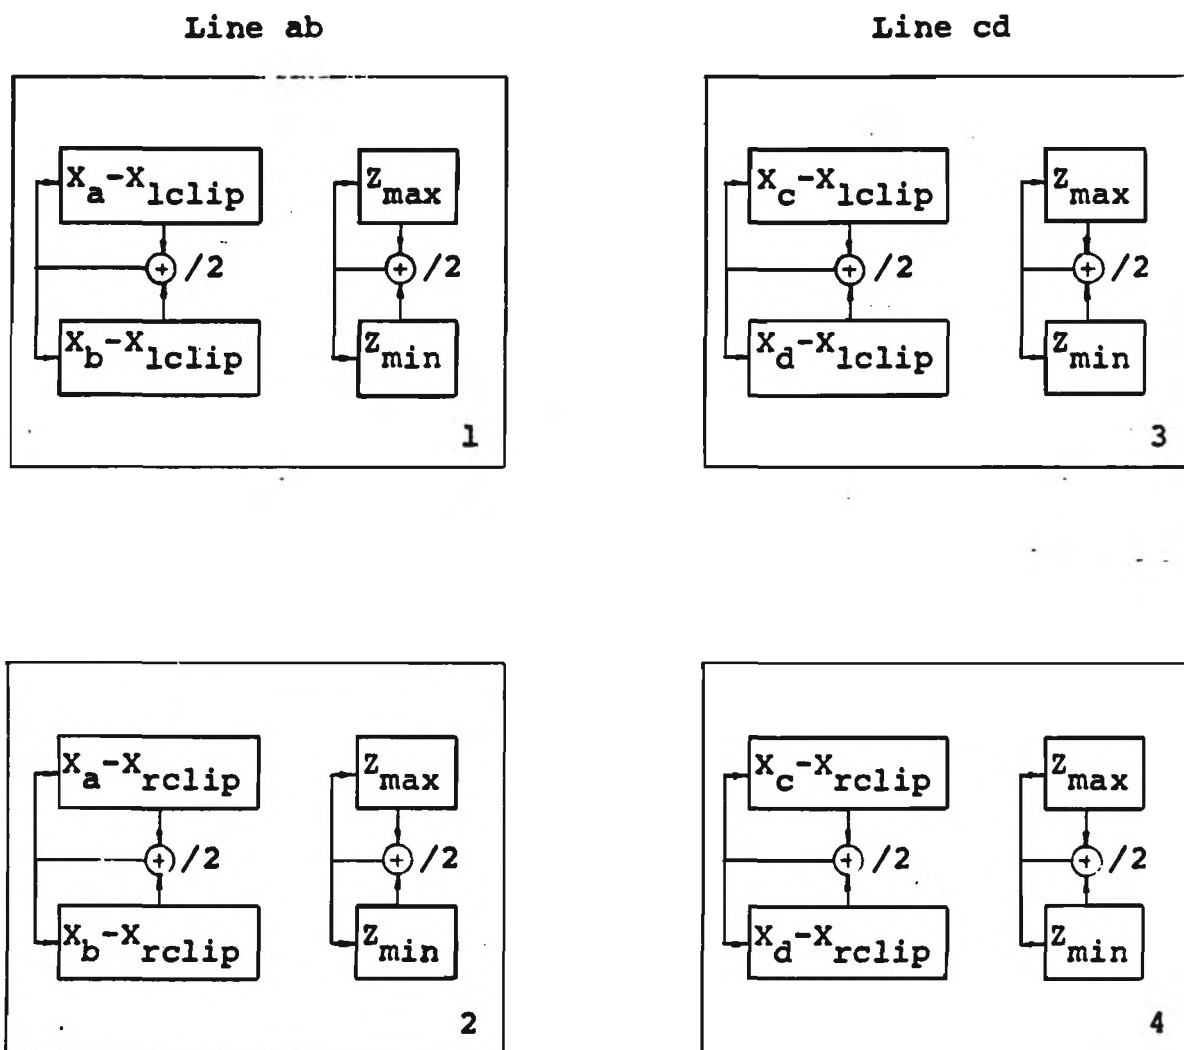 Line ab
Line cd
Xa-Xlclip
Zmax
/2
/2
Xb-Xlclip
Zmin
1
Xc-Xlclip
Zmax
/2
/2
Xd-Xlclip
Zmin
3
Xa-Xrclip
Zmax
/2
/2
Xb-Xrclip
Zmin
2
Xc-Xrclip
Zmax
/2
/2
Xd-Xrclip
Zmin
4